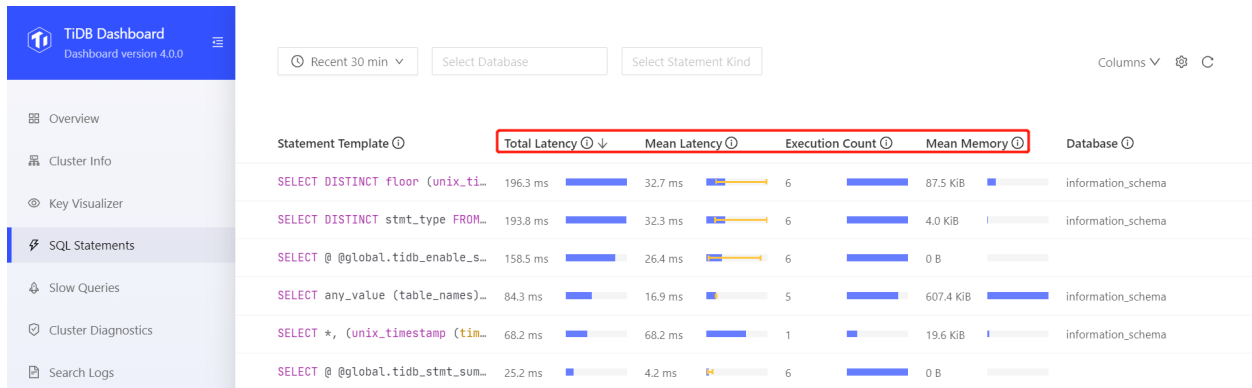 TiDB Dashboard
Dashboard version 4.0.0
Overview
Cluster Info
Key Visualizer
SQL Statements
Slow Queries
Cluster Diagnostics
Search Logs
Recent 30 min Select Database Select Statement Kind Columns
Statement Template Total Latency Mean Latency Execution Count Mean Memory Database
SELECT DISTINCT floor (unix_ti… 196.3 ms 32.7 ms 6 87.5 KiB information_schema
SELECT DISTINCT stmt_type FROM… 193.8 ms 32.3 ms 6 4.0 KiB information_schema
SELECT @ @global.tidb_enable_s… 158.5 ms 26.4 ms 6 0 B
SELECT any_value (table_names)… 84.3 ms 16.9 ms 5 607.4 KiB information_schema
SELECT *, (unix_timestamp (tim… 68.2 ms 68.2 ms 1 19.6 KiB information_schema
SELECT @ @global.tidb_stmt_sum… 25.2 ms 4.2 ms 6 0 B